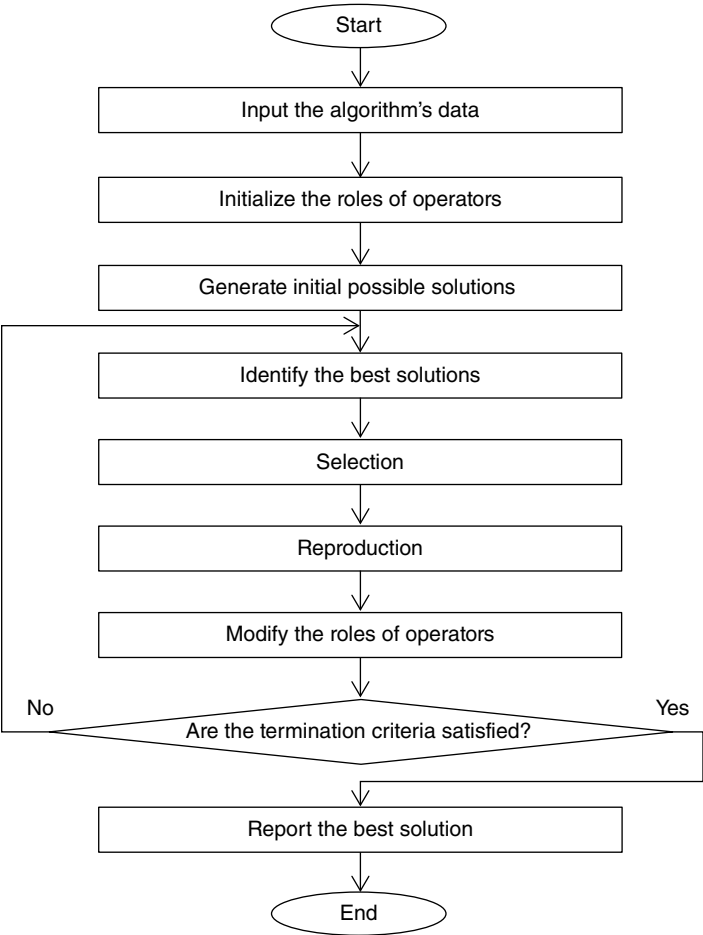 Start
Input the algorithm's data
Initialize the roles of operators
Generate initial possible solutions
Identify the best solutions
Selection
Reproduction
Modify the roles of operators
No
Yes
Are the termination criteria satisfied?
Report the best solution
End